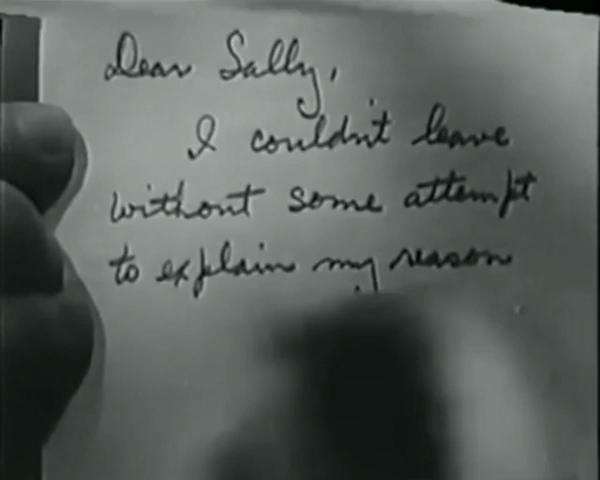 Dear Sally,
I couldn't leave
without some attempt
to explain my reason